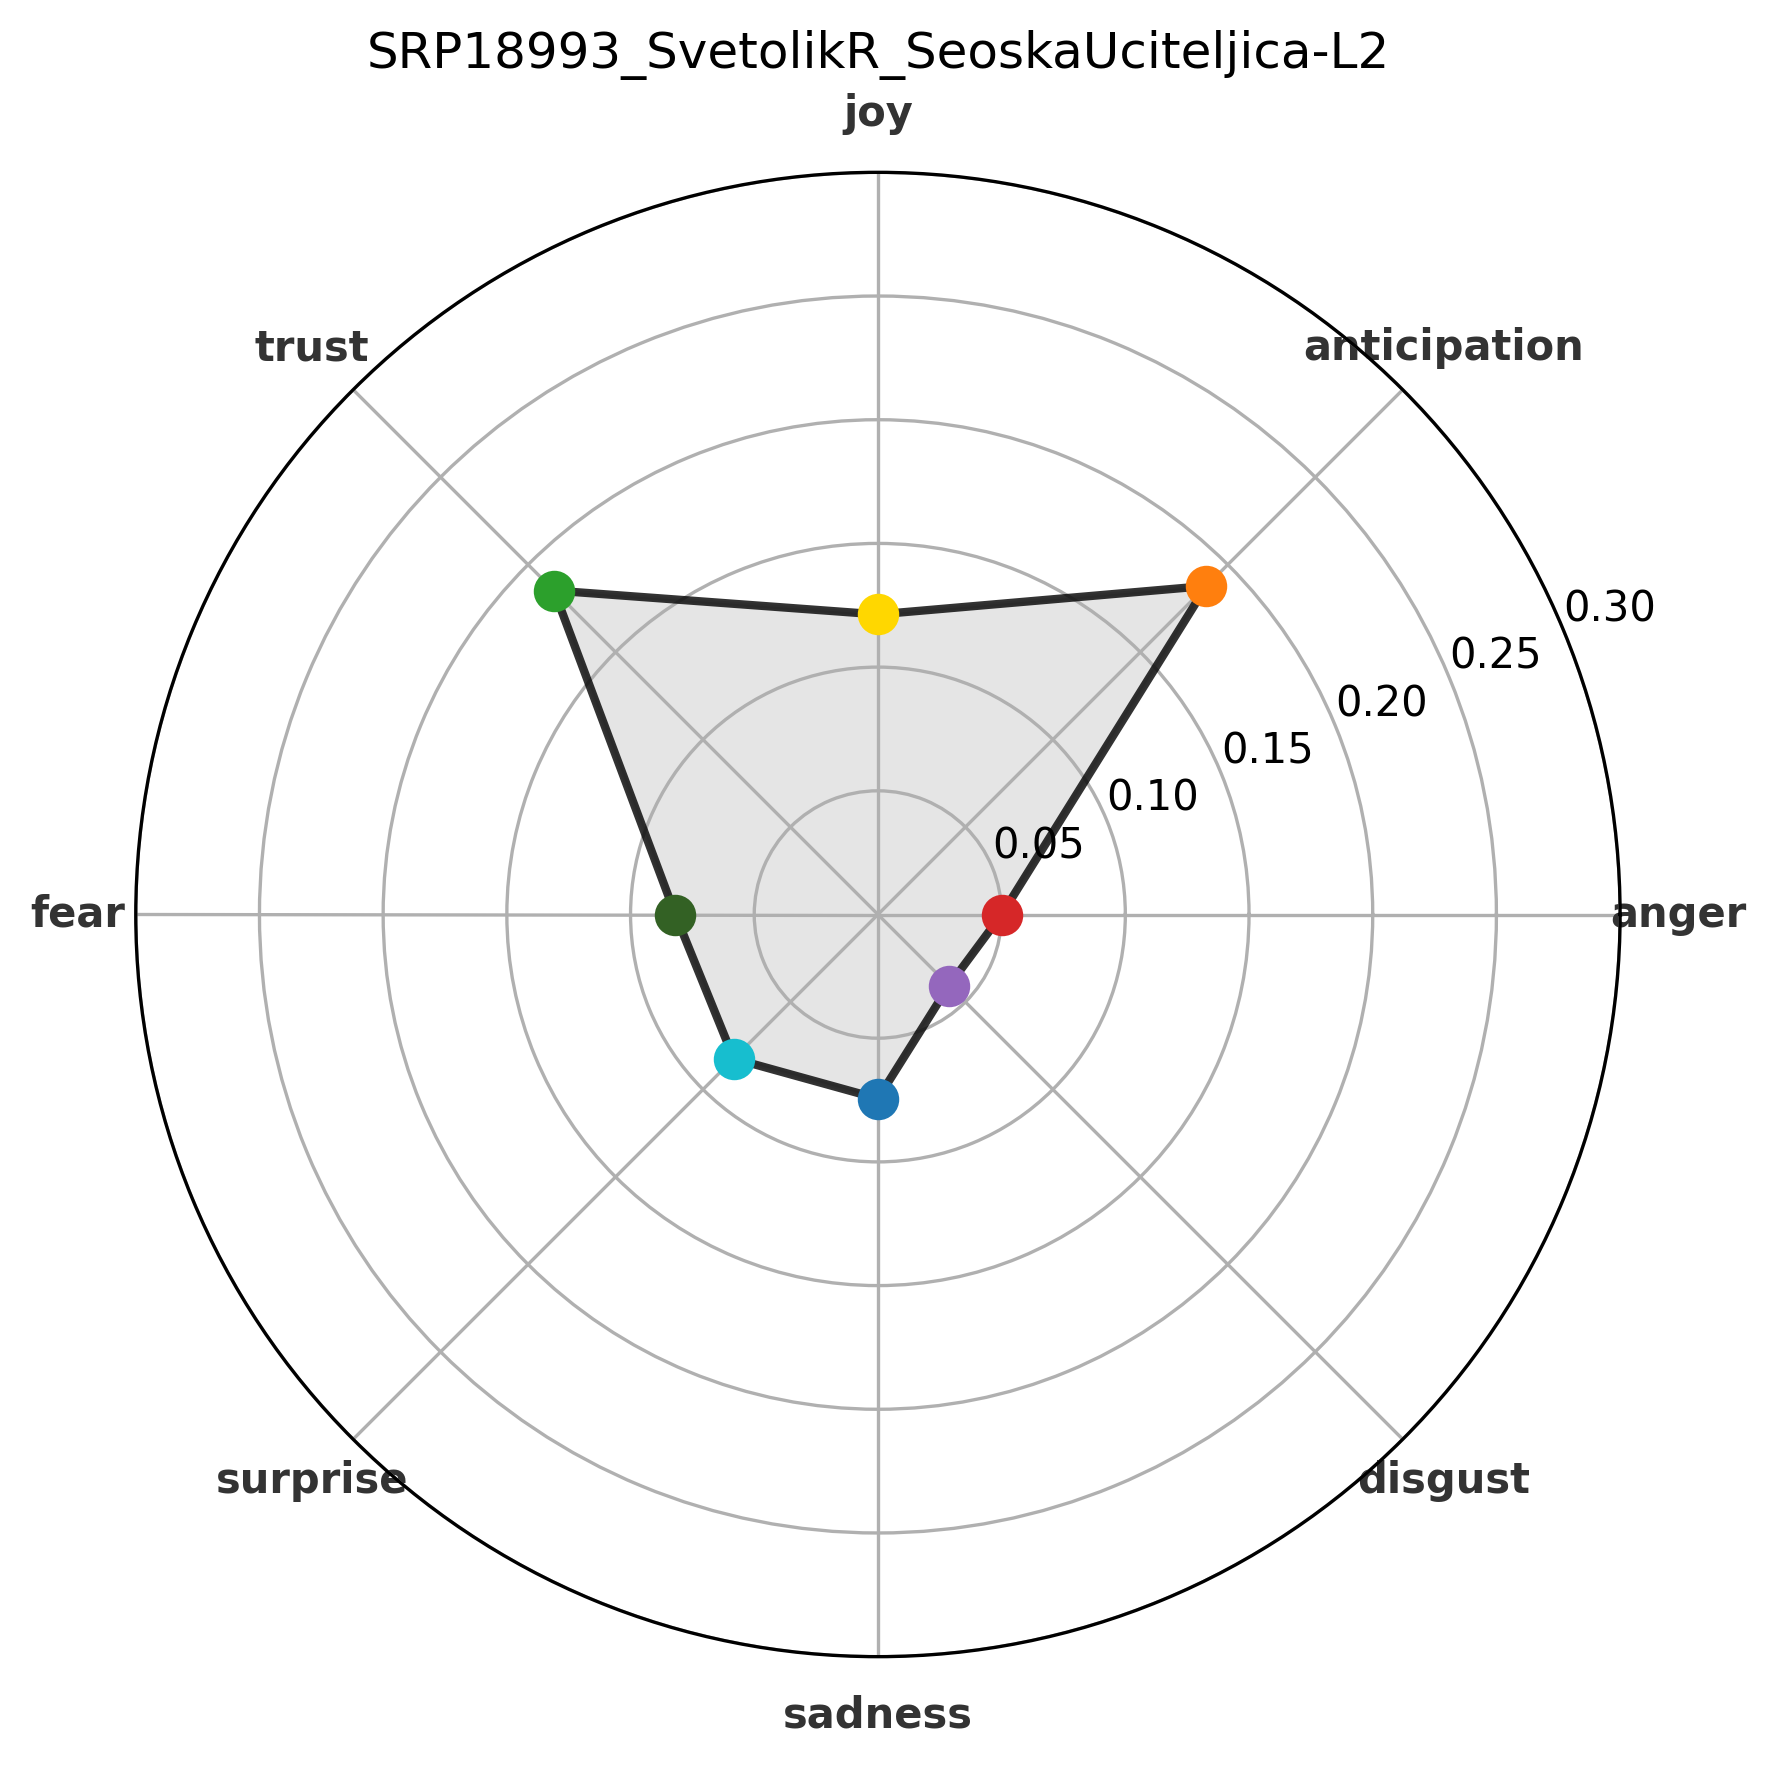 SRP18993_SvetolikR_SeoskaUciteljica-L2
joy
trust
anticipation
0.30
0.25
0.20
0.15
0.10
0.05
fear
anger
surprise
disgust
sadness